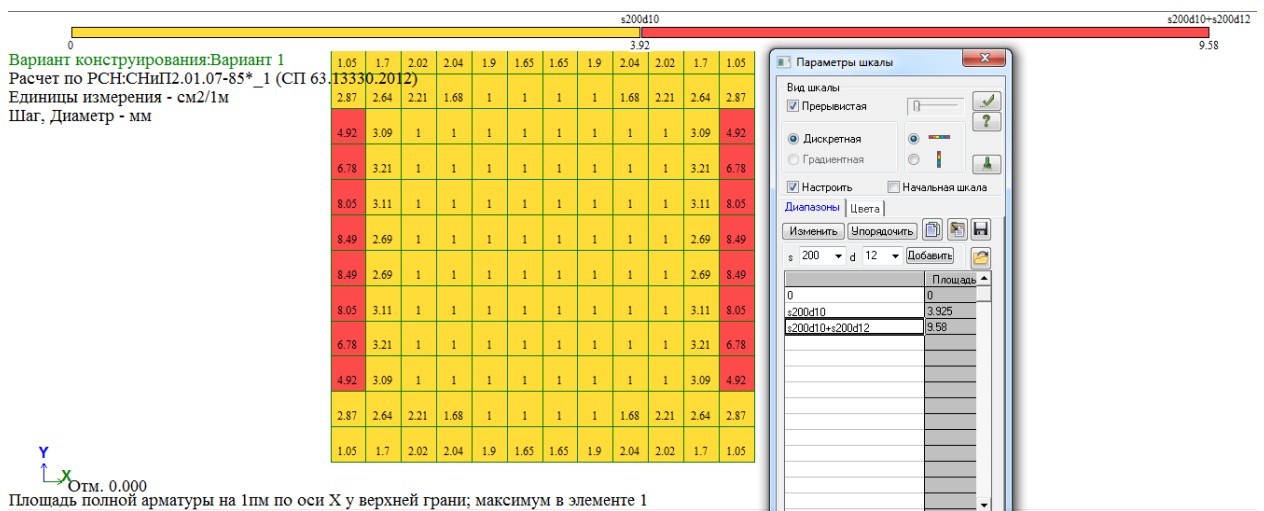 s200d10 s200d10+s200d12
0 3.92 9.58
Вариант конструирования:Вариант 1
Расчет по РСН:СНиП2.01.07-85*_1 (СП 63.13330.2012)
Единицы измерения - см2/1м
Шаг, Диаметр - мм
1.05 1.7 2.02 2.04 1.9 1.65 1.65 1.9 2.04 2.02 1.7 1.05
2.87 2.64 2.21 1.68 1 1 1 1 1.68 2.21 2.64 2.87
4.92 3.09 1 1 1 1 1 1 1 1 3.09 4.92
6.78 3.21 1 1 1 1 1 1 1 1 3.21 6.78
8.05 3.11 1 1 1 1 1 1 1 1 3.11 8.05
8.49 2.69 1 1 1 1 1 1 1 1 2.69 8.49
8.49 2.69 1 1 1 1 1 1 1 1 2.69 8.49
8.05 3.11 1 1 1 1 1 1 1 1 3.11 8.05
6.78 3.21 1 1 1 1 1 1 1 1 3.21 6.78
4.92 3.09 1 1 1 1 1 1 1 1 3.09 4.92
2.87 2.64 2.21 1.68 1 1 1 1 1.68 2.21 2.64 2.87
1.05 1.7 2.02 2.04 1.9 1.65 1.65 1.9 2.04 2.02 1.7 1.05
Y
X
Отм. 0.000
Площадь полной арматуры на 1пм по оси X у верхней грани; максимум в элементе 1
Параметры шкалы
Вид шкалы
Прерывистая
?
Дискретная
Градиентная
Настроить Начальная шкала
Диапазоны Цвета
Изменить Упорядочить
s 200 d 12 Добавить
Площадь
0 0
s200d10 3.925
s200d10+s200d12 9.58